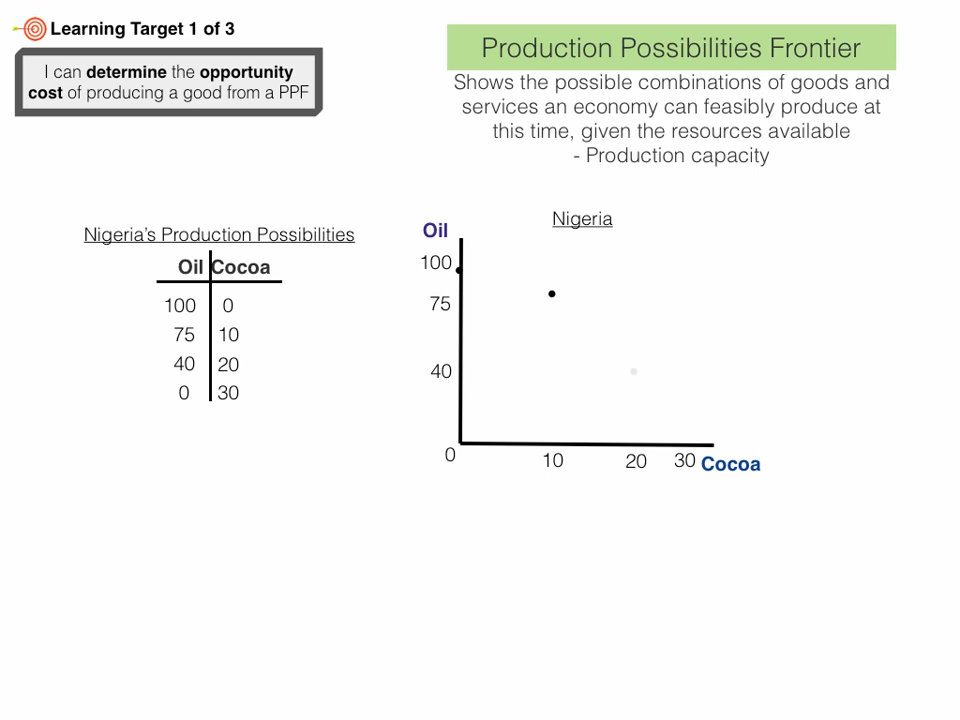 Learning Target 1 of 3
I can determine the opportunity
cost of producing a good from a PPF
Production Possibilities Frontier
Shows the possible combinations of goods and
services an economy can feasibly produce at
this time, given the resources available
- Production capacity
Nigeria's Production Possibilities
Oil Cocoa
100 0
75 10
40 20
0 30
Nigeria
Oil
100
75
40
0
10 20 30 Cocoa